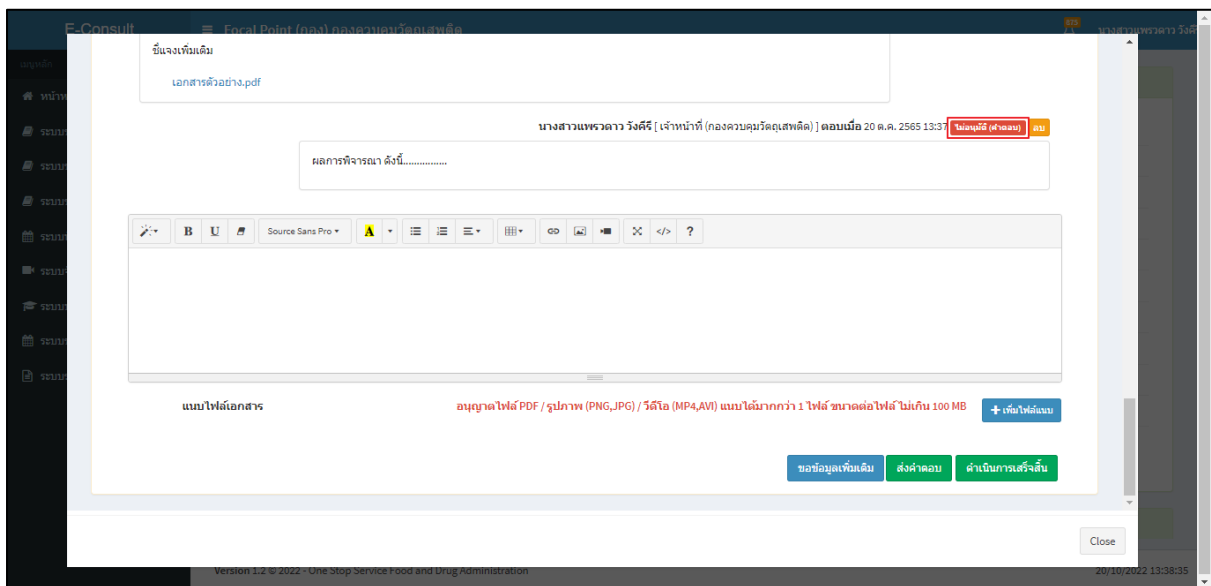 E-Consult
Focal Point (กอง) กองควบคุมวัตถุเสพติด
นางสาวแพรวดาว วังคีรี
เมนูหลัก
ชี้แจงเพิ่มเติม
เอกสารตัวอย่าง.pdf
นางสาวแพรวดาว วังคีรี [ เจ้าหน้าที่ (กองควบคุมวัตถุเสพติด) ] ตอบเมื่อ 20 ต.ค. 2565 13:37 ไม่อนุมัติ (คำตอบ) ลบ
ผลการพิจารณา ดังนี้................
B U Source Sans Pro A </> ?
แนบไฟล์เอกสาร
อนุญาตไฟล์ PDF / รูปภาพ (PNG,JPG) / วีดีโอ (MP4,AVI) แนบได้มากกว่า 1 ไฟล์ ขนาดต่อไฟล์ ไม่เกิน 100 MB
+ เพิ่มไฟล์แนบ
ขอข้อมูลเพิ่มเติม ส่งคำตอบ ดำเนินการเสร็จสิ้น
Close
Version 1.2 © 2022 - One Stop Service Food and Drug Administration
20/10/2022 13:38:35